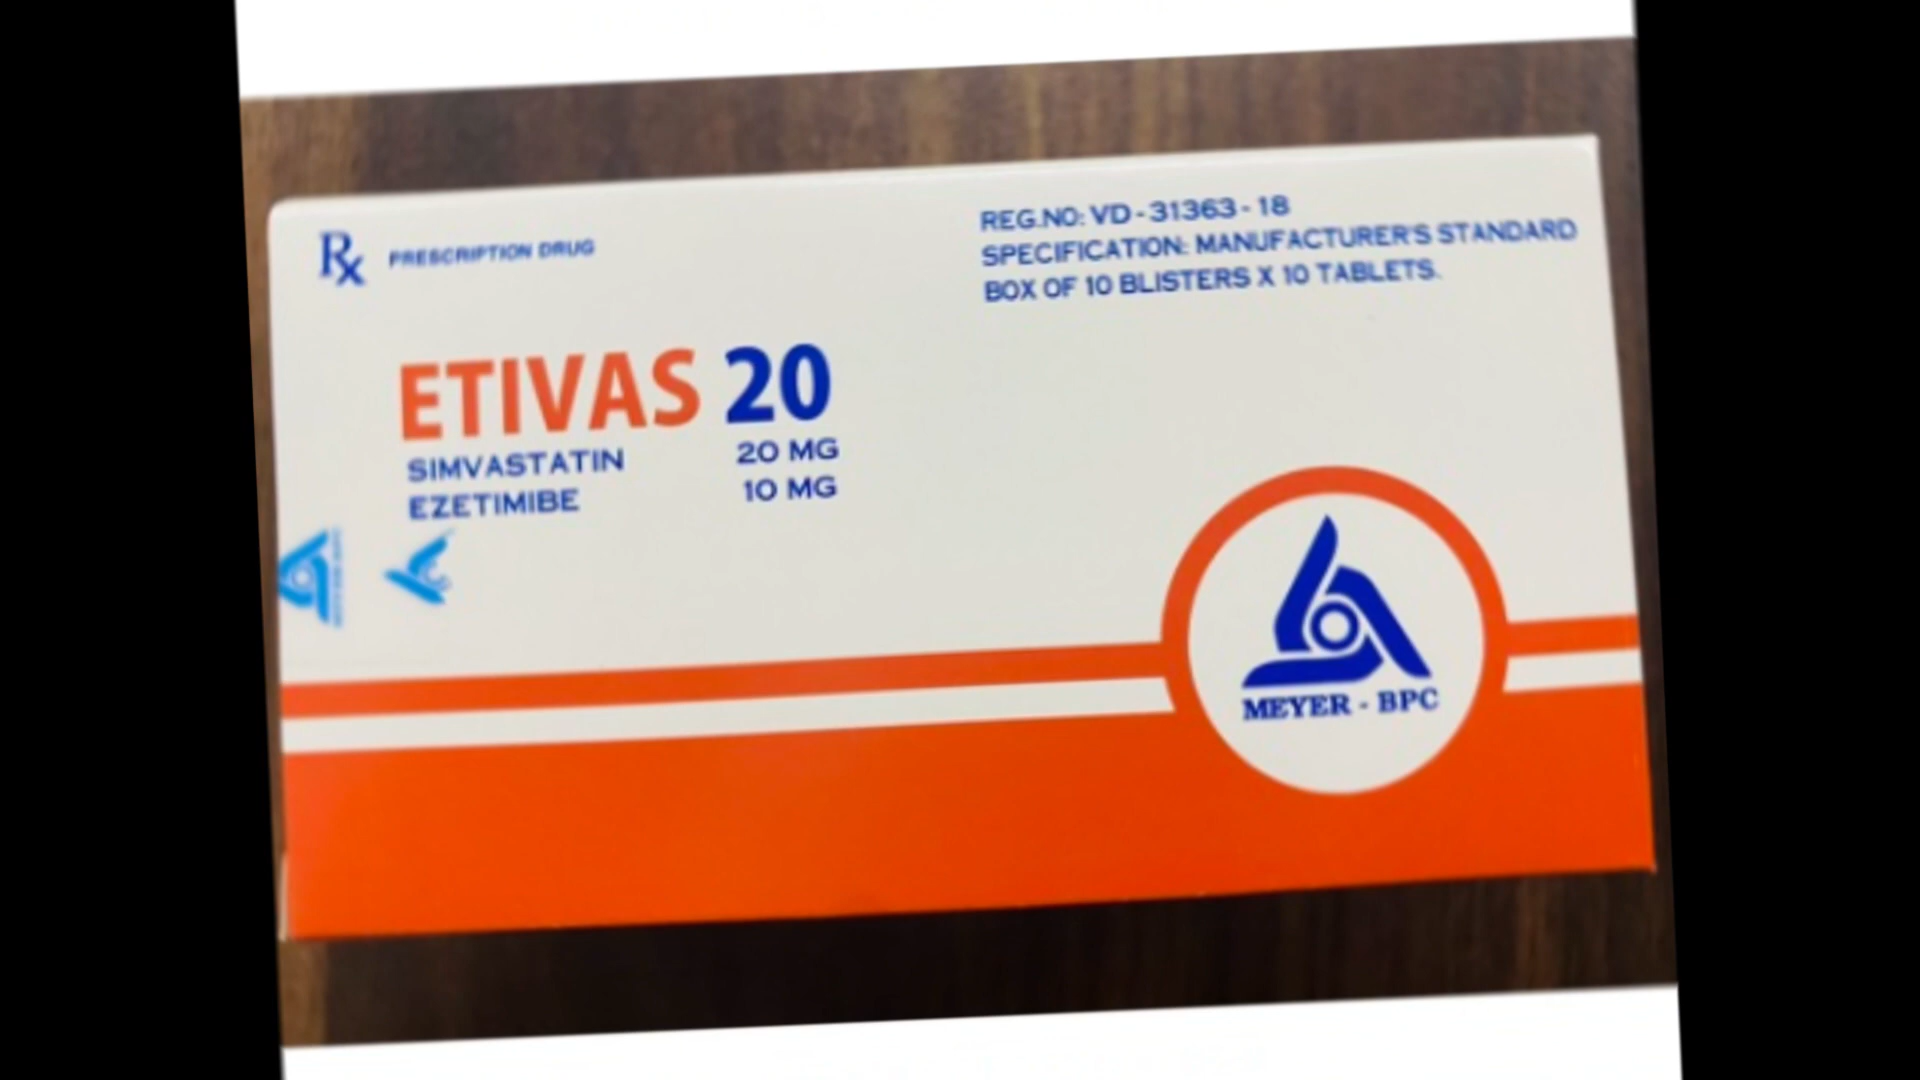 Rx PRESCRIPTION DRUG
REG.NO: VD - 31363 - 18
SPECIFICATION: MANUFACTURER'S STANDARD
BOX OF 10 BLISTERS X 10 TABLETS.
ETIVAS 20
SIMVASTATIN 20 MG
EZETIMIBE 10 MG
MEYER - BPC